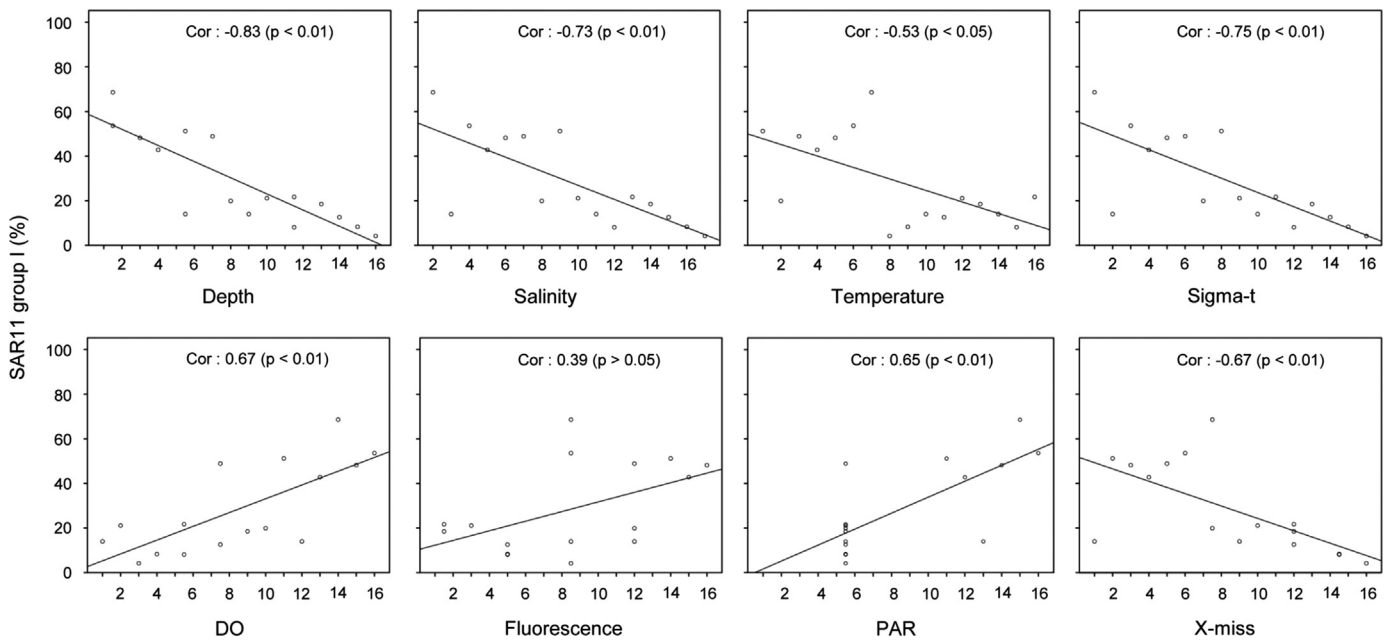 100
80
60
40
20
0
Cor : -0.83 (p < 0.01)
2 4 6 8 10 12 14 16
Depth
Cor : -0.73 (p < 0.01)
2 4 6 8 10 12 14 16
Salinity
Cor : -0.53 (p < 0.05)
2 4 6 8 10 12 14 16
Temperature
Cor : -0.75 (p < 0.01)
2 4 6 8 10 12 14 16
Sigma-t
SAR11 group I (%)
100
80
60
40
20
0
Cor : 0.67 (p < 0.01)
2 4 6 8 10 12 14 16
DO
Cor : 0.39 (p > 0.05)
2 4 6 8 10 12 14 16
Fluorescence
Cor : 0.65 (p < 0.01)
2 4 6 8 10 12 14 16
PAR
Cor : -0.67 (p < 0.01)
2 4 6 8 10 12 14 16
X-miss